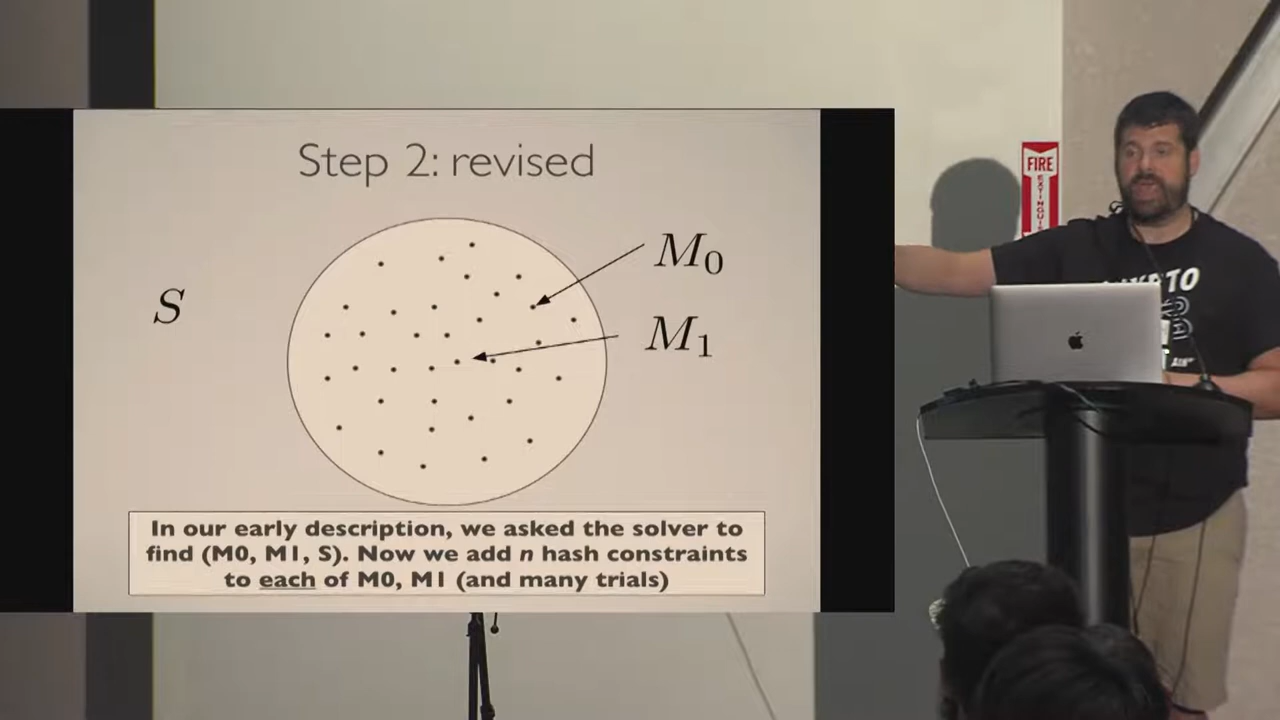 Step 2: revised
S
M0
M1
In our early description, we asked the solver to
find (M0, M1, S). Now we add n hash constraints
to each of M0, M1 (and many trials)
FIRE